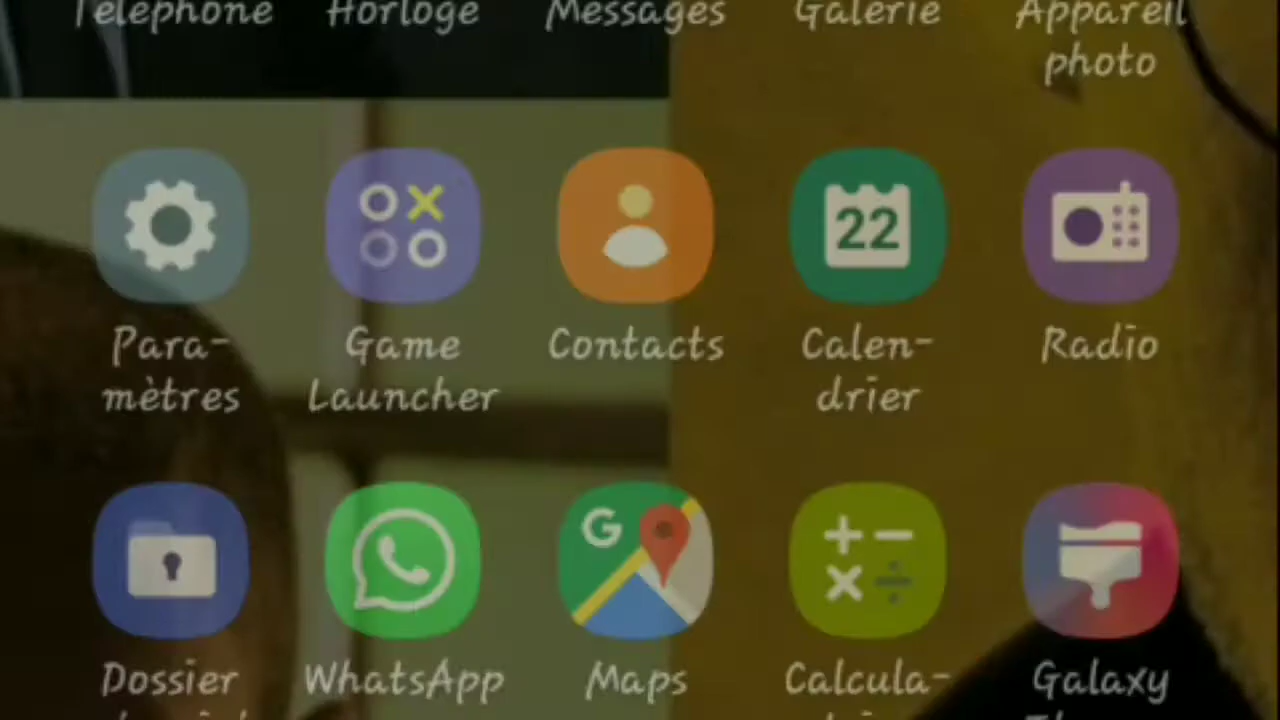 Téléphone Horloge Messages Galerie Appareil
photo
22
Para- Game Contacts Calen- Radio
mètres Launcher drier
G
Dossier WhatsApp Maps Calcula- Galaxy